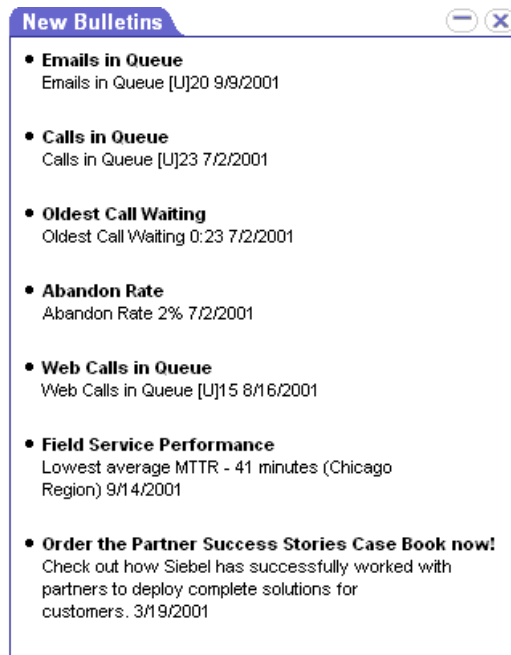 New Bulletins
Emails in Queue
Emails in Queue [U]20 9/9/2001
Calls in Queue
Calls in Queue [U]23 7/2/2001
Oldest Call Waiting
Oldest Call Waiting 0:23 7/2/2001
Abandon Rate
Abandon Rate 2% 7/2/2001
Web Calls in Queue
Web Calls in Queue [U]15 8/16/2001
Field Service Performance
Lowest average MTTR - 41 minutes (Chicago
Region) 9/14/2001
Order the Partner Success Stories Case Book now!
Check out how Siebel has successfully worked with
partners to deploy complete solutions for
customers. 3/19/2001